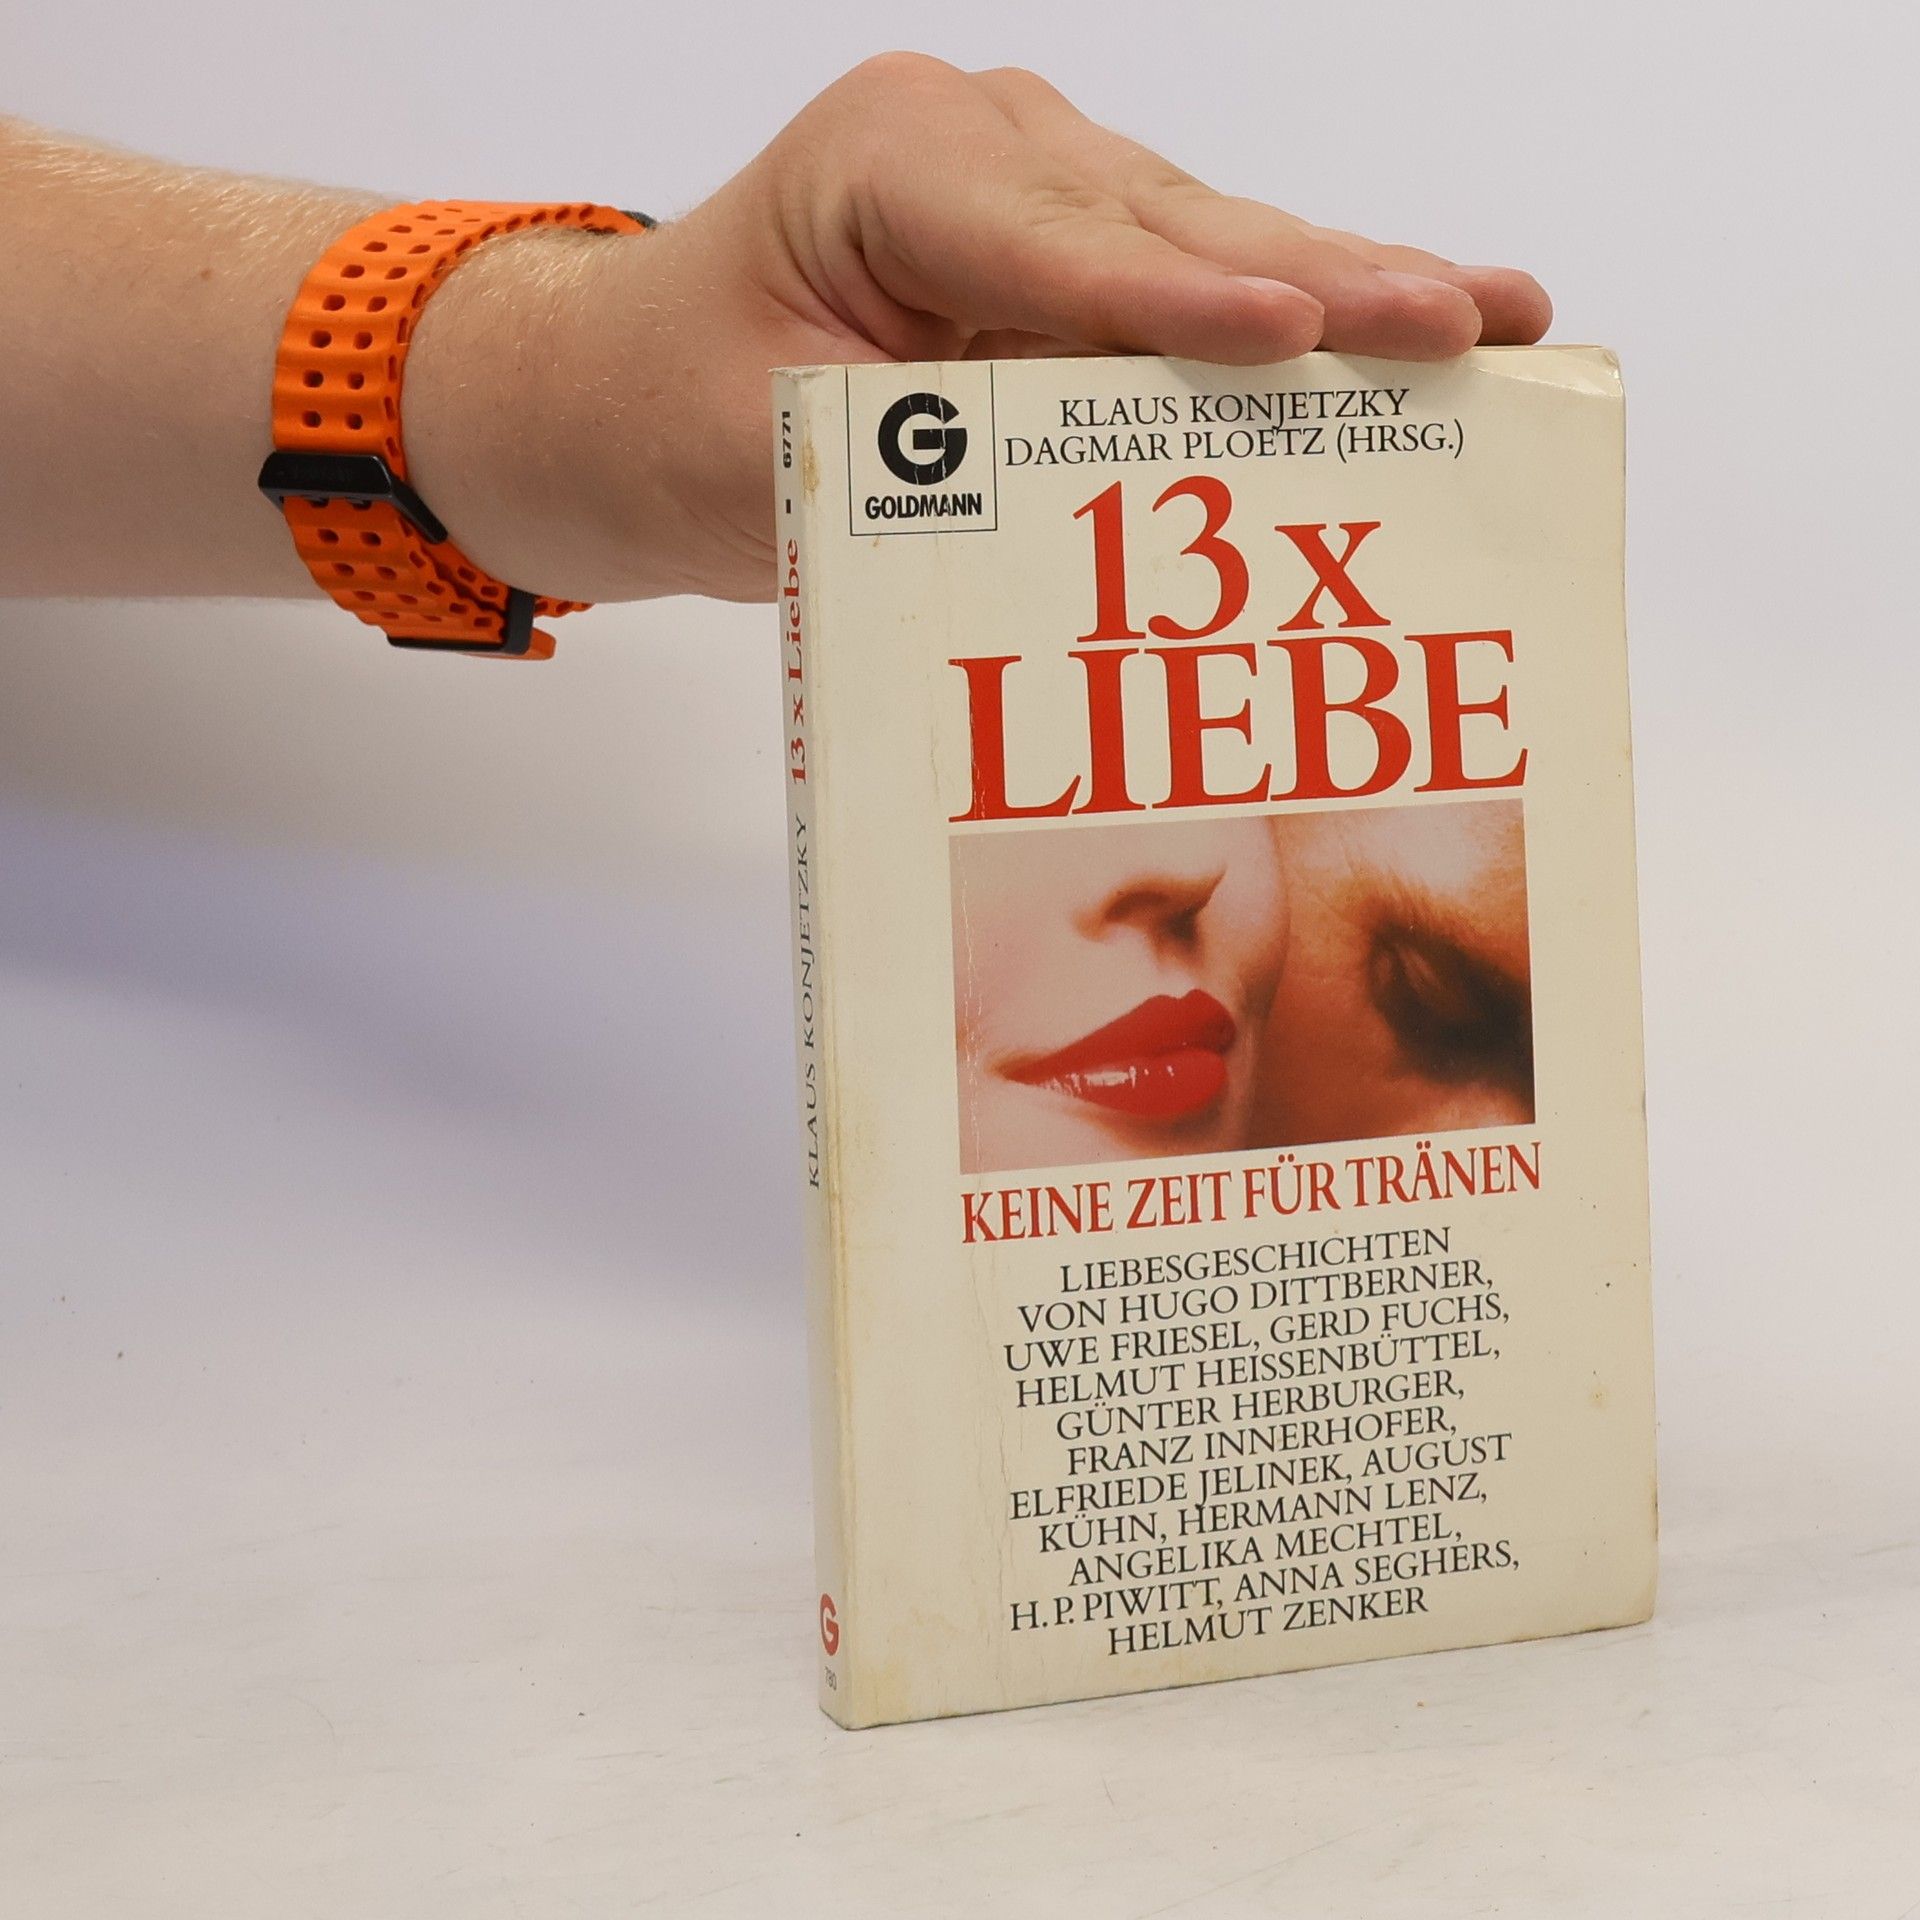 KLAUS KONJETZKY
DAGMAR PLOETZ (HRSG.)
GOLDMANN
13 x
LIEBE
KEINE ZEIT FÜR TRÄNEN
LIEBESGESCHICHTEN
VON HUGO DITTBERNER,
UWE FRIESEL, GERD FUCHS,
HELMUT HEISSENBÜTTEL,
GÜNTER HERBURGER,
FRANZ INNERHOFER,
ELFRIEDE JELINEK, AUGUST
KÜHN, HERMANN LENZ,
ANGELIKA MECHTEL,
H. P. PIWITT, ANNA SEGHERS,
HELMUT ZENKER
KLAUS KONJETZKY 13 x Liebe 6771
780